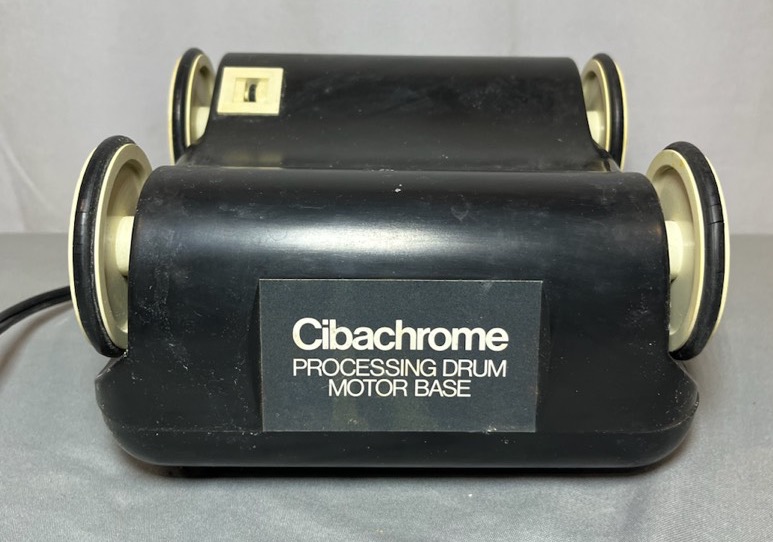 Cibachrome
PROCESSING DRUM
MOTOR BASE